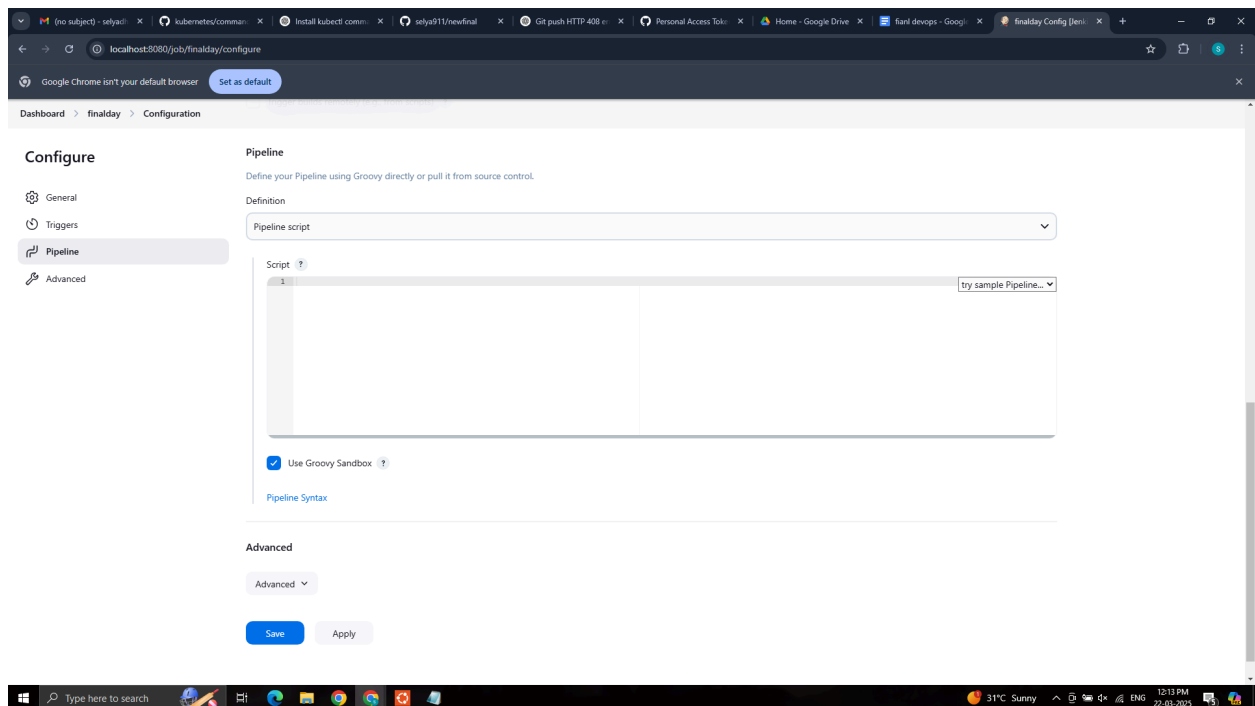 (no subject) - selyadh
kubernetes/comman
Install kubectl comm
selya911/newfinal
Git push HTTP 408 er
Personal Access Toke
Home - Google Drive
fianl devops - Googl
finalday Config [Jenki
localhost:8080/job/finalday/configure
S
Google Chrome isn't your default browser
Set as default
Dashboard > finalday > Configuration
Configure
General
Triggers
Pipeline
Advanced
Pipeline
Define your Pipeline using Groovy directly or pull it from source control.
Definition
Pipeline script
Script ?
1
try sample Pipeline...
Use Groovy Sandbox ?
Pipeline Syntax
Advanced
Advanced
Save
Apply
Type here to search
31°C Sunny
ENG
12:13 PM
22-03-2025